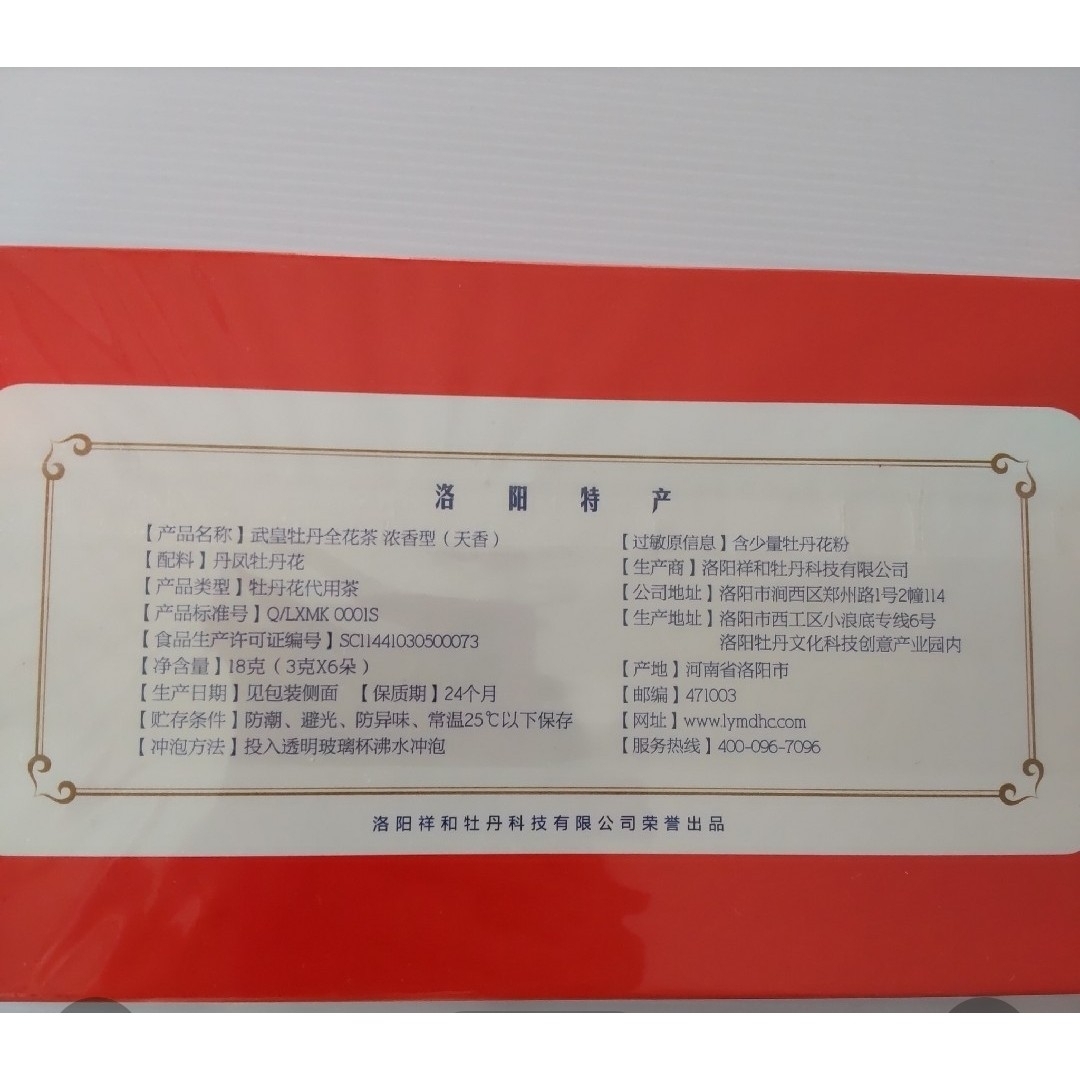 洛阳特产
【产品名称】武皇牡丹全花茶 浓香型（天香）
【配料】丹凤牡丹花
【产品类型】牡丹花代用茶
【产品标准号】Q/LXMK 0001S
【食品生产许可证编号】SC11441030500073
【净含量】18克（3克X6朵）
【生产日期】见包装侧面 【保质期】24个月
【贮存条件】防潮、避光、防异味、常温25℃以下保存
【冲泡方法】投入透明玻璃杯沸水冲泡
【过敏原信息】含少量牡丹花粉
【生产商】洛阳祥和牡丹科技有限公司
【公司地址】洛阳市涧西区郑州路1号2幢114
【生产地址】洛阳市西工区小浪底专线6号
洛阳牡丹文化科技创意产业园内
【产地】河南省洛阳市
【邮编】471003
【网址】www.lymdhc.com
【服务热线】400-096-7096
洛阳祥和牡丹科技有限公司荣誉出品